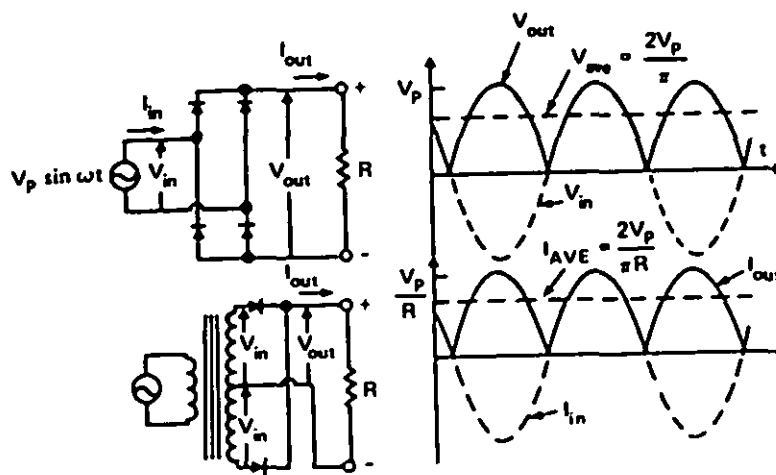 I_out
I_in
V_p sin ωt
V_in
V_out
R
+
-
I_out
+
V_in
V_out
R
V_in
-
V_out
V_ave = 2V_p/π
V_p
t
V_in
I_AVE = 2V_p/πR
V_p/R
I_out
I_in